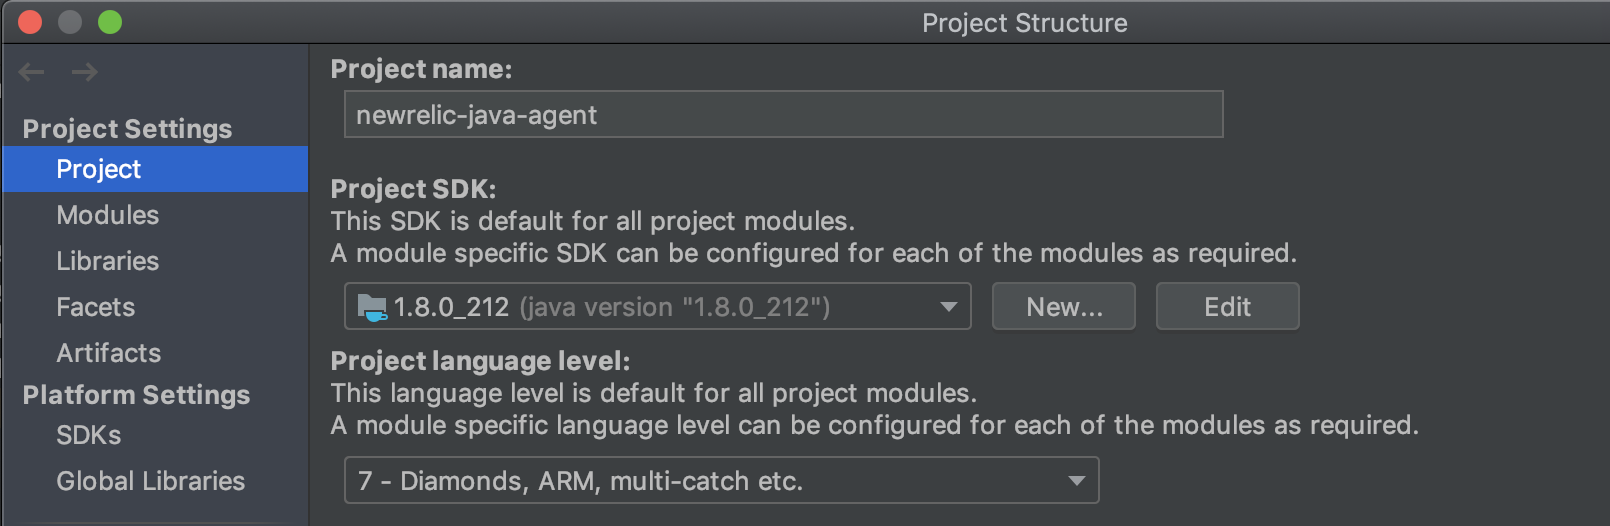 Project Structure
Project Settings
Project
Modules
Libraries
Facets
Artifacts
Platform Settings
SDKs
Global Libraries
Project name:
newrelic-java-agent
Project SDK:
This SDK is default for all project modules.
A module specific SDK can be configured for each of the modules as required.
1.8.0_212 (java version "1.8.0_212") New... Edit
Project language level:
This language level is default for all project modules.
A module specific language level can be configured for each of the modules as required.
7 - Diamonds, ARM, multi-catch etc.